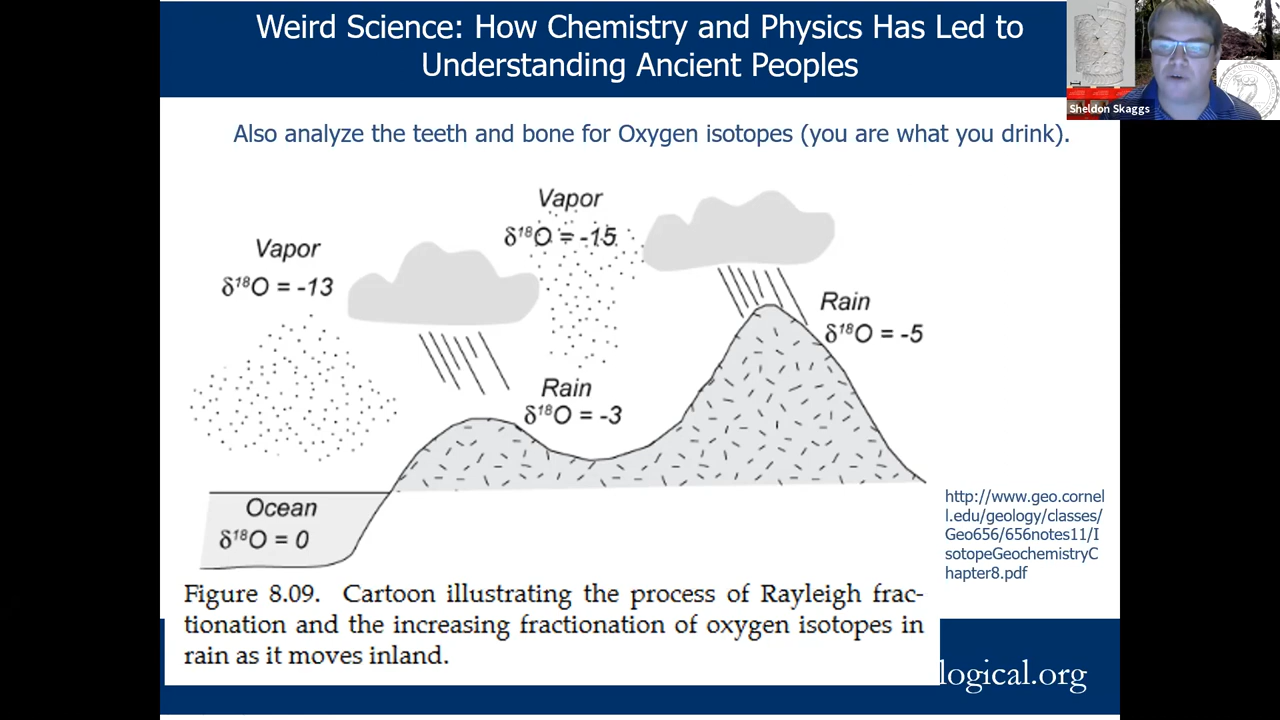 Weird Science: How Chemistry and Physics Has Led to
Understanding Ancient Peoples
Sheldon Skaggs
Also analyze the teeth and bone for Oxygen isotopes (you are what you drink).
Vapor
δ¹⁸O = -15
Vapor
δ¹⁸O = -13
Rain
δ¹⁸O = -5
Rain
δ¹⁸O = -3
Ocean
δ¹⁸O = 0
http://www.geo.cornel
l.edu/geology/classes/
Geo656/656notes11/I
sotopeGeochemistryC
hapter8.pdf
Figure 8.09. Cartoon illustrating the process of Rayleigh frac-
tionation and the increasing fractionation of oxygen isotopes in
rain as it moves inland.
logical.org